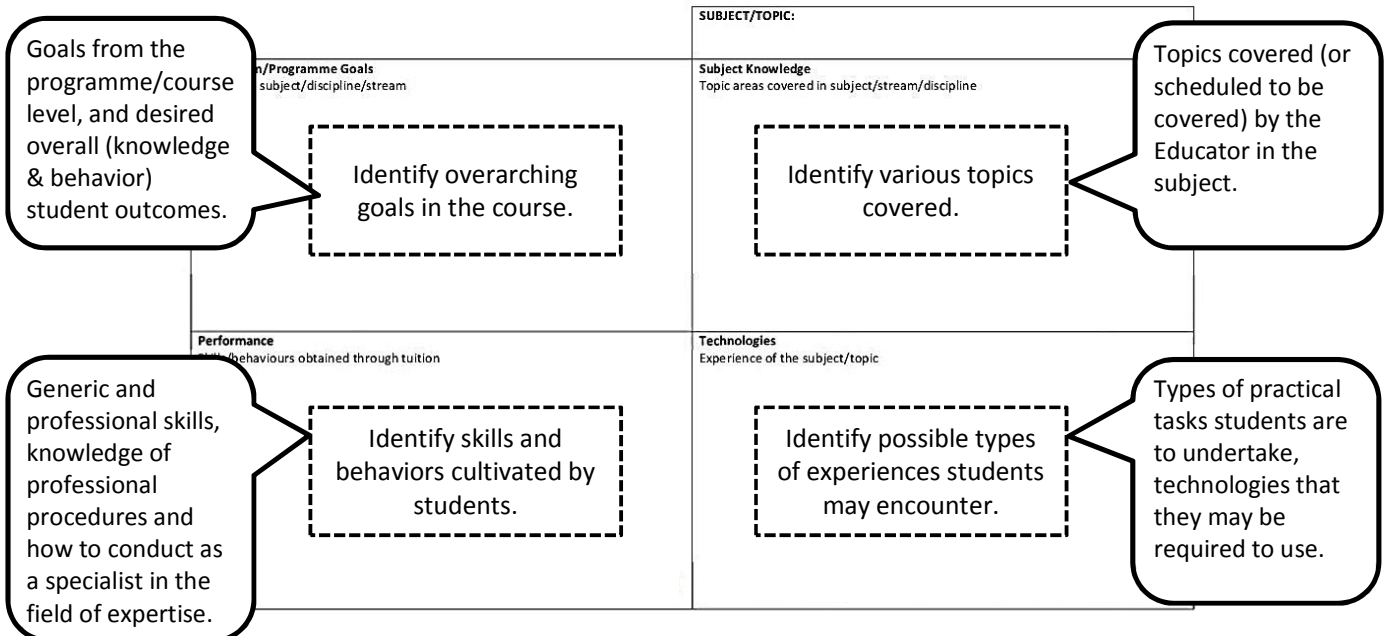 SUBJECT/TOPIC:
Goals from the
programme/course
level, and desired
overall (knowledge
& behavior)
student outcomes.
n/Programme Goals
subject/discipline/stream
Identify overarching
goals in the course.
Subject Knowledge
Topic areas covered in subject/stream/discipline
Identify various topics
covered.
Topics covered (or
scheduled to be
covered) by the
Educator in the
subject.
Performance
/behaviours obtained through tuition
Generic and
professional skills,
knowledge of
professional
procedures and
how to conduct as
a specialist in the
field of expertise.
Identify skills and
behaviors cultivated by
students.
Technologies
Experience of the subject/topic
Identify possible types
of experiences students
may encounter.
Types of practical
tasks students are
to undertake,
technologies that
they may be
required to use.